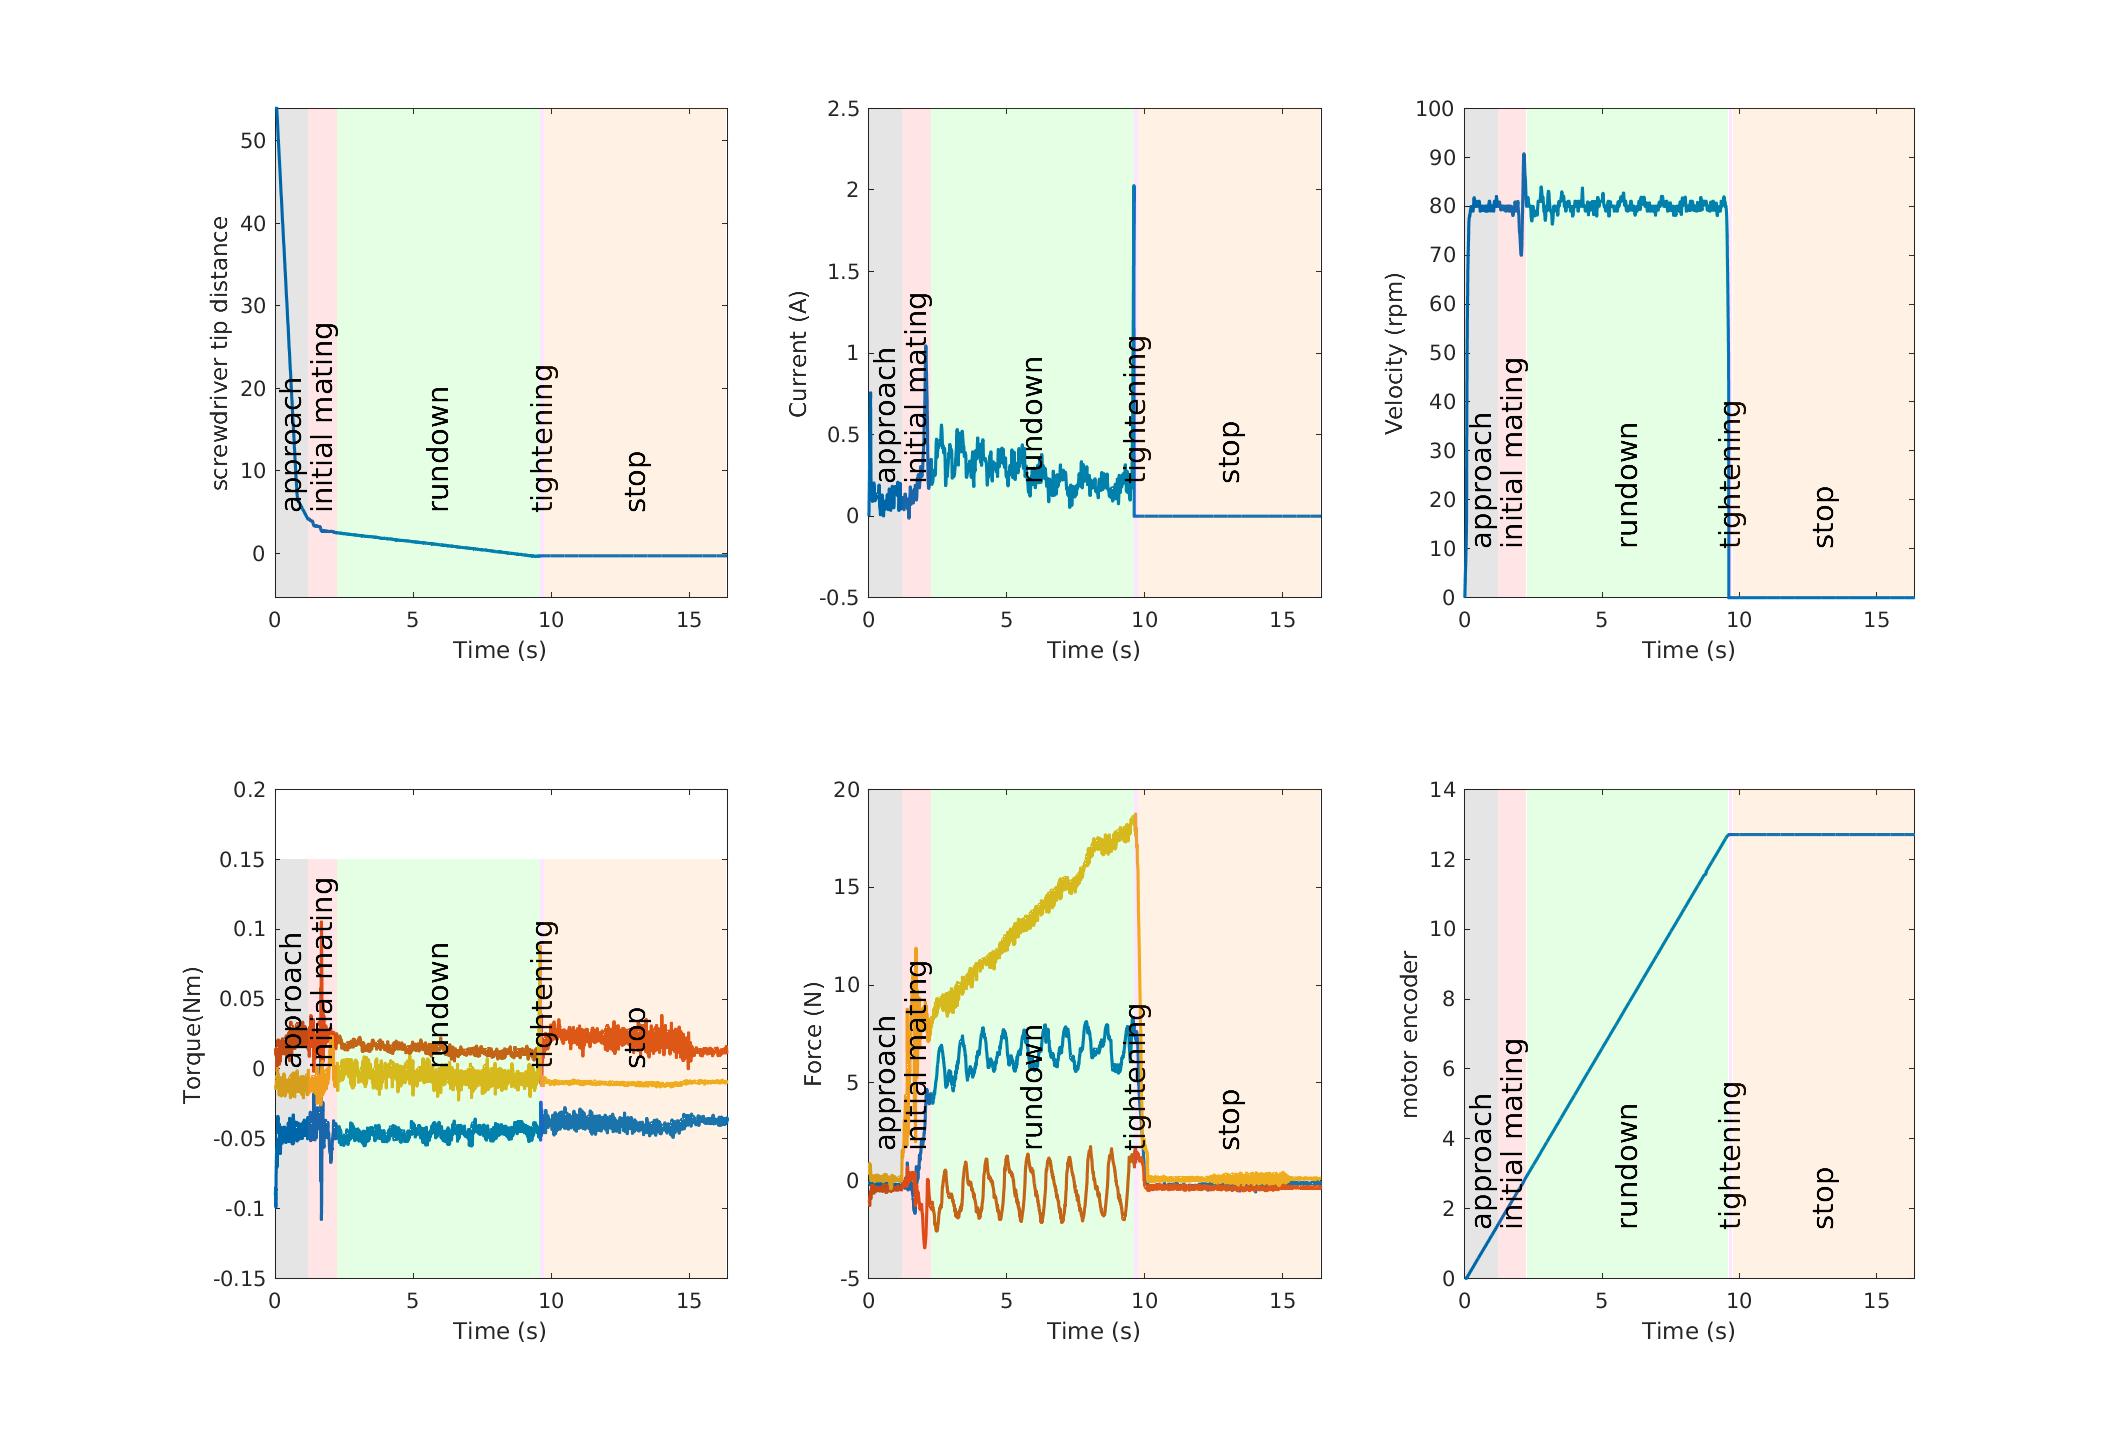 50
40
30
20
10
0
screwdriver tip distance
approach
initial mating
rundown
tightening
stop
0 5 10 15
Time (s)
2.5
2
1.5
1
0.5
0
-0.5
Current (A)
approach
initial mating
rundown
tightening
stop
0 5 10 15
Time (s)
100
90
80
70
60
50
40
30
20
10
0
Velocity (rpm)
approach
initial mating
rundown
tightening
stop
0 5 10 15
Time (s)
0.2
0.15
0.1
0.05
0
-0.05
-0.1
-0.15
Torque(Nm)
approach
initial mating
rundown
tightening
stop
0 5 10 15
Time (s)
20
15
10
5
0
-5
Force (N)
approach
initial mating
rundown
tightening
stop
0 5 10 15
Time (s)
14
12
10
8
6
4
2
0
motor encoder
approach
initial mating
rundown
tightening
stop
0 5 10 15
Time (s)